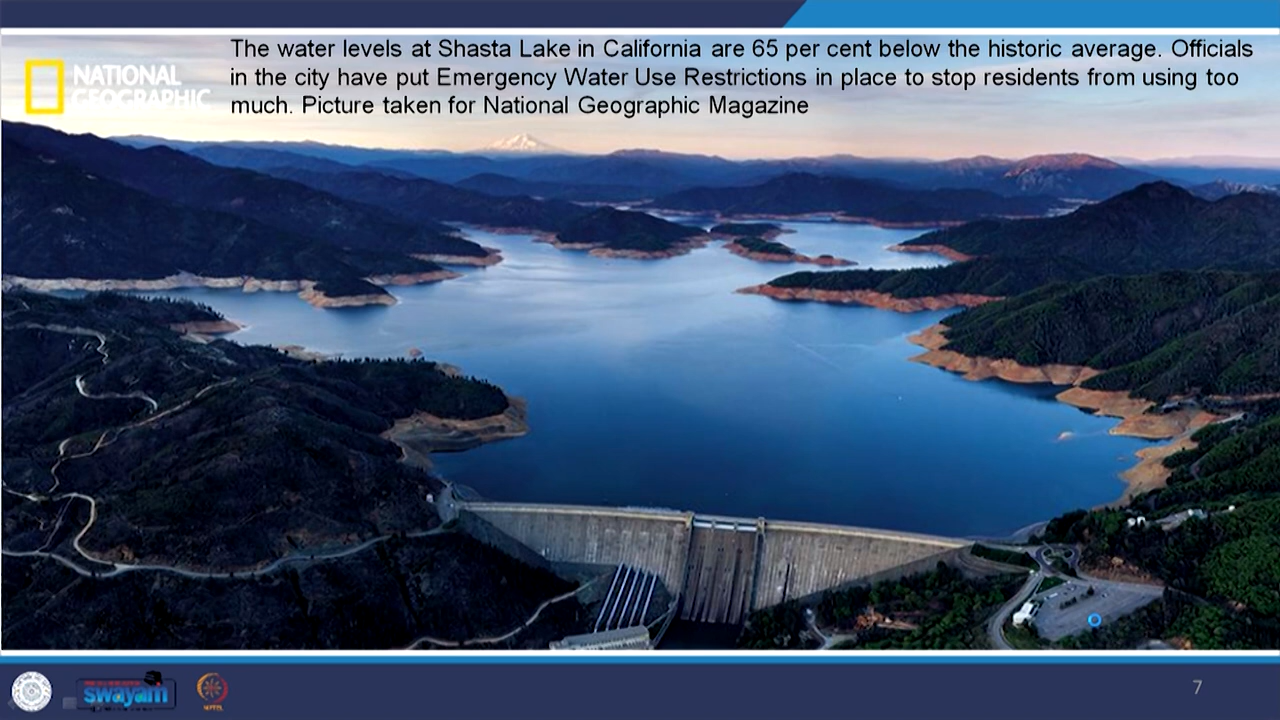 The water levels at Shasta Lake in California are 65 per cent below the historic average. Officials
in the city have put Emergency Water Use Restrictions in place to stop residents from using too
much. Picture taken for National Geographic Magazine
NATIONAL
GEOGRAPHIC
swayam
7